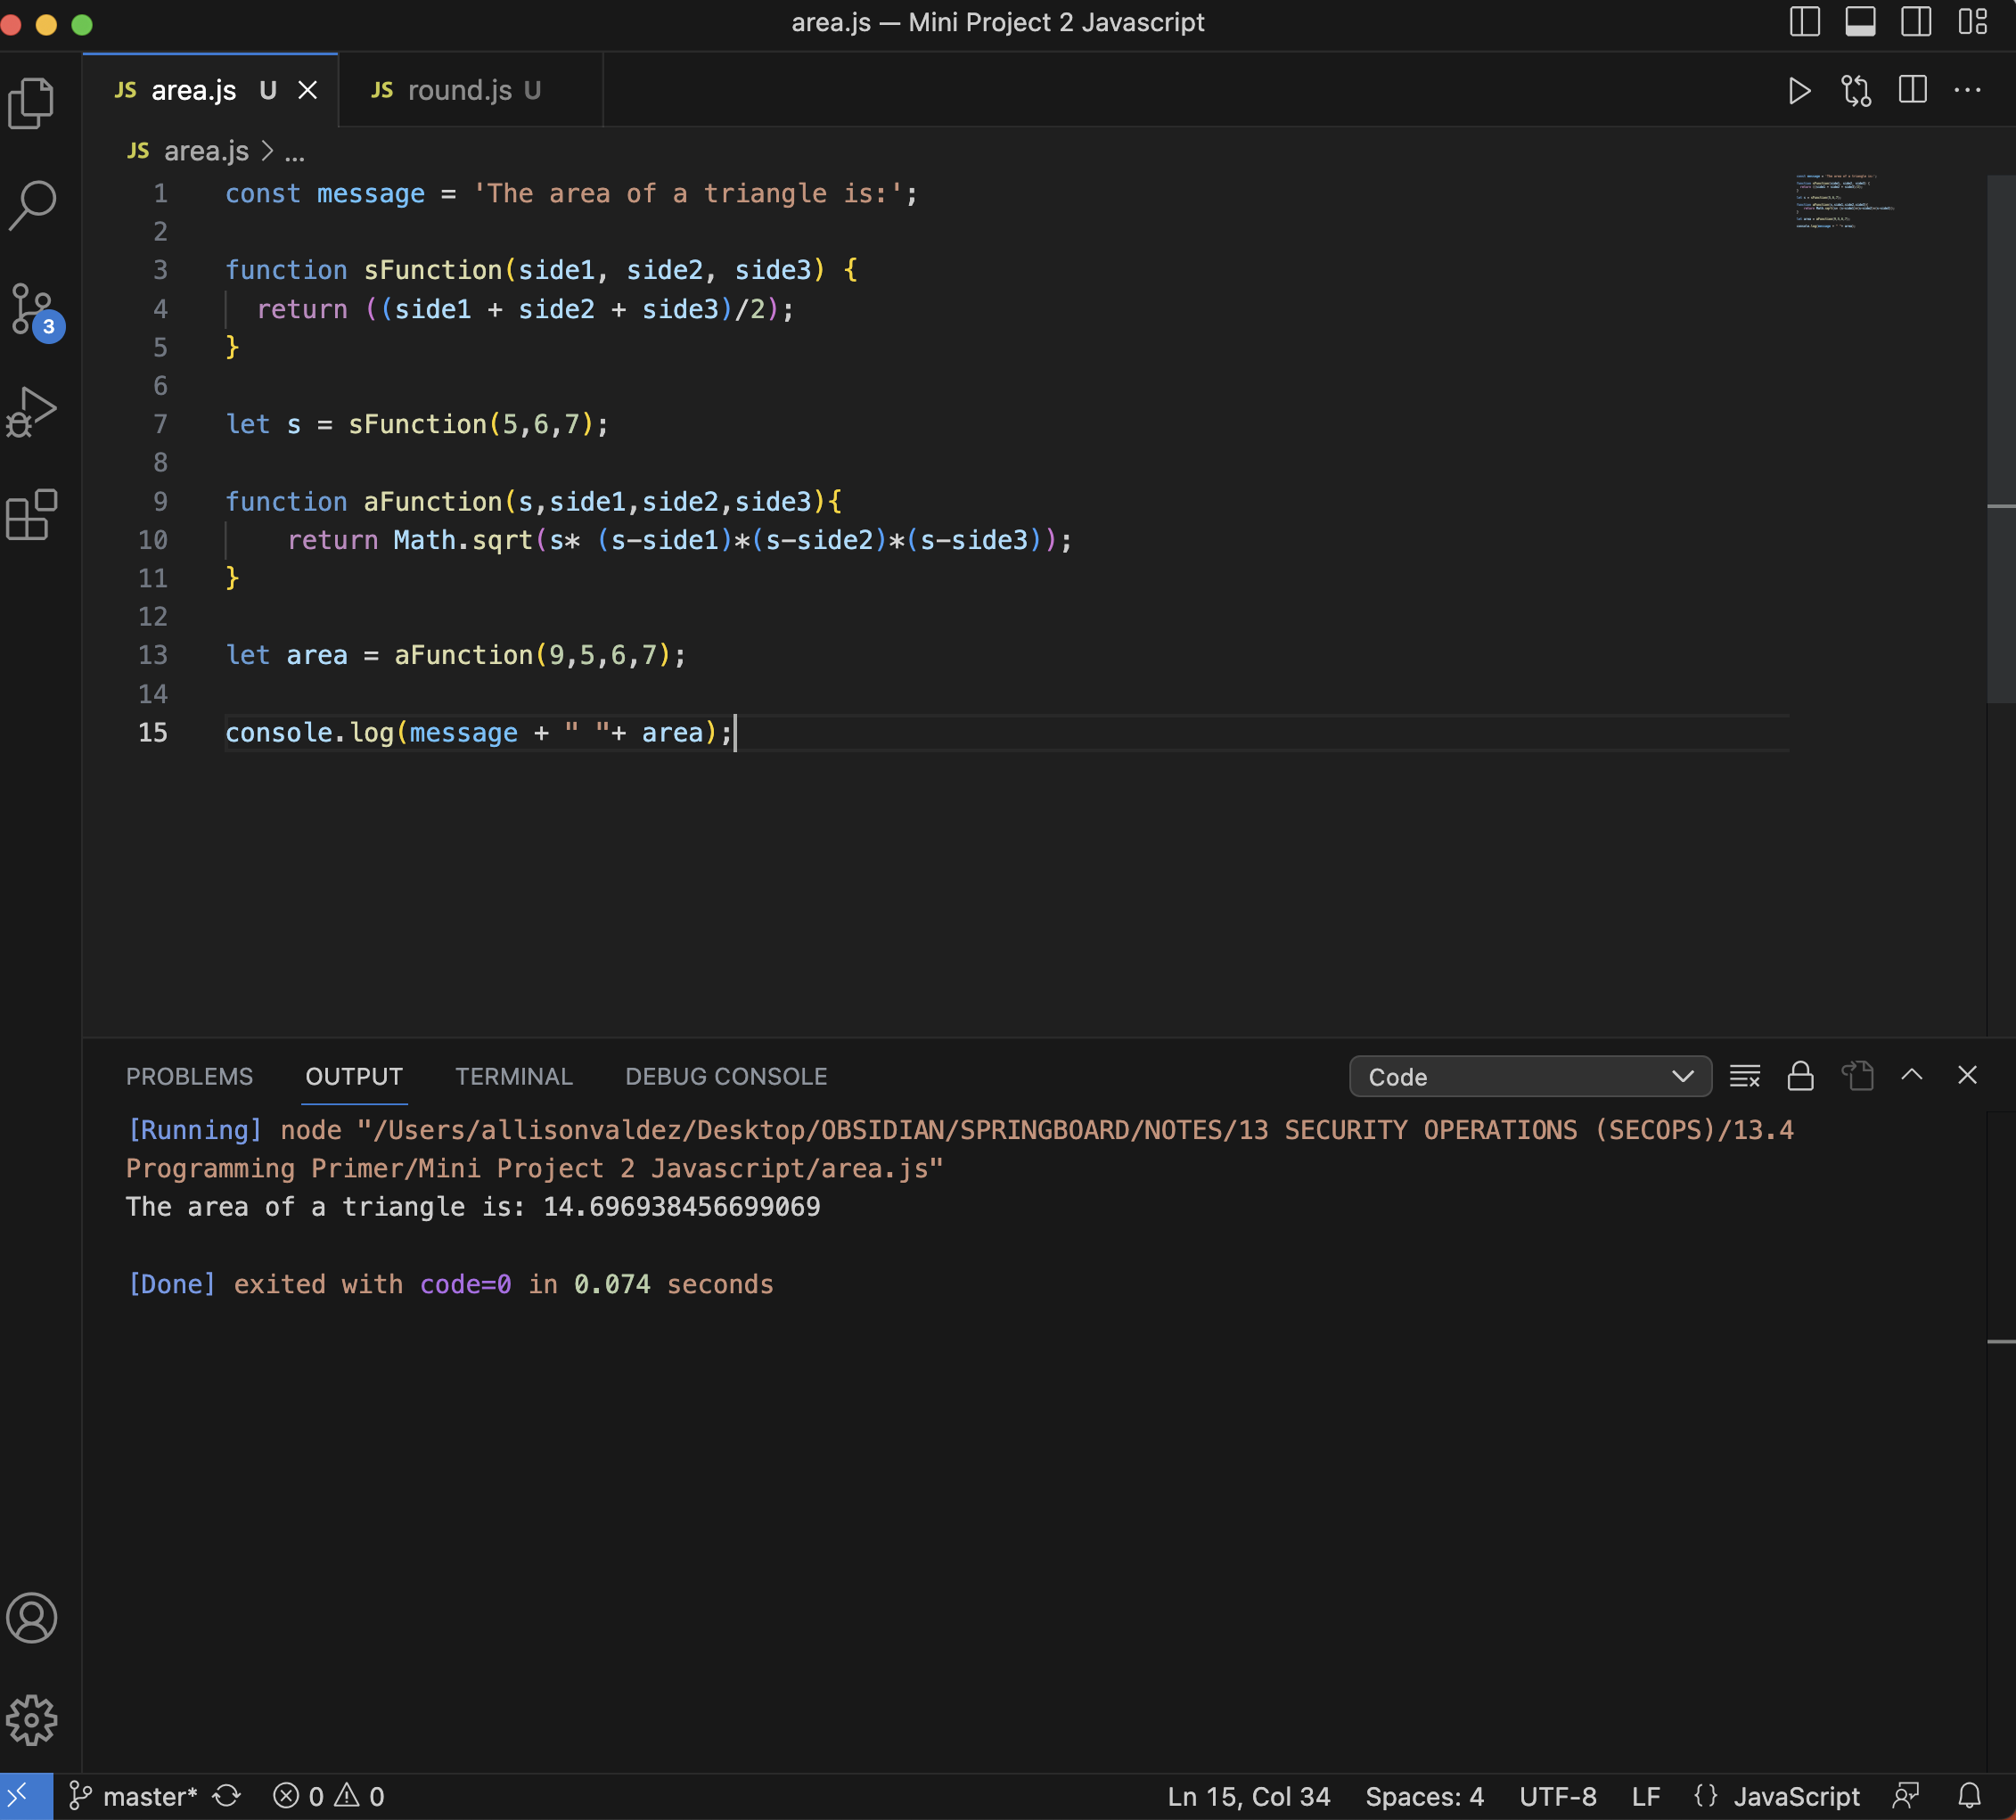 area.js — Mini Project 2 Javascript
JS area.js U
JS round.js U
JS area.js > ...
1 const message = 'The area of a triangle is:';
2
3 function sFunction(side1, side2, side3) {
4 return ((side1 + side2 + side3)/2);
5 }
6
7 let s = sFunction(5,6,7);
8
9 function aFunction(s,side1,side2,side3){
10 return Math.sqrt(s* (s-side1)*(s-side2)*(s-side3));
11 }
12
13 let area = aFunction(9,5,6,7);
14
15 console.log(message + " "+ area);
3
PROBLEMS OUTPUT TERMINAL DEBUG CONSOLE Code
[Running] node "/Users/allisonvaldez/Desktop/OBSIDIAN/SPRINGBOARD/NOTES/13 SECURITY OPERATIONS (SECOPS)/13.4
Programming Primer/Mini Project 2 Javascript/area.js"
The area of a triangle is: 14.696938456699069
[Done] exited with code=0 in 0.074 seconds
master* 0 0 Ln 15, Col 34 Spaces: 4 UTF-8 LF {} JavaScript